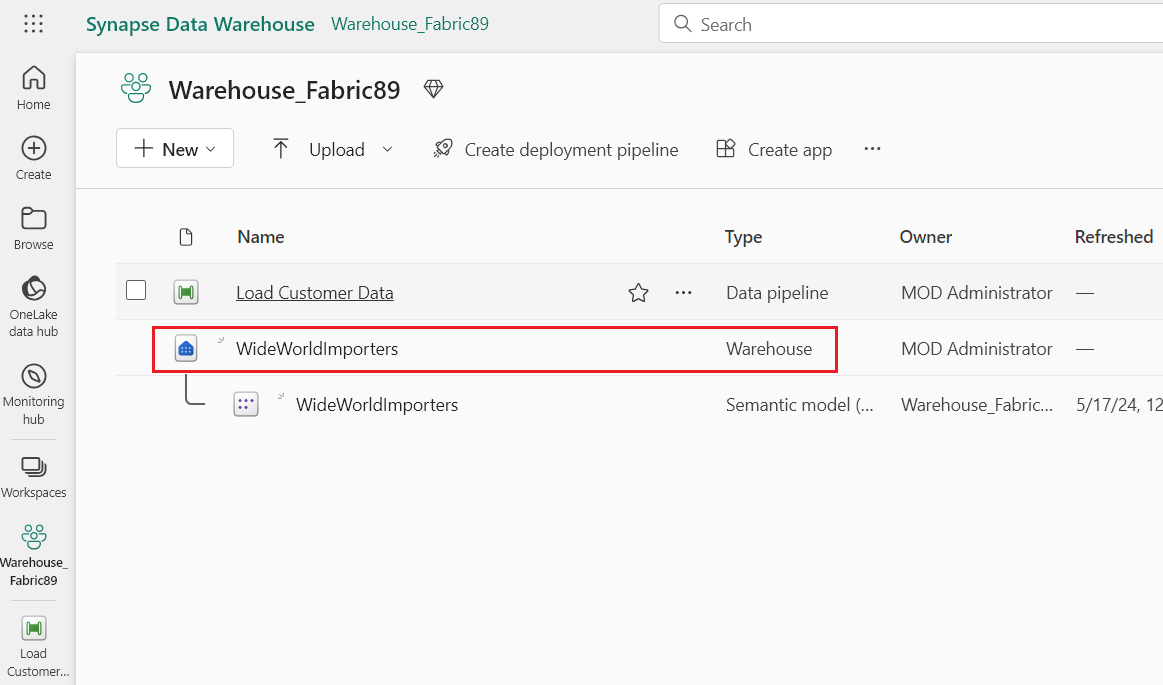 Synapse Data Warehouse Warehouse_Fabric89
Search
Home
Create
Browse
OneLake
data hub
Monitoring
hub
Workspaces
Warehouse_
Fabric89
Load
Customer...
Warehouse_Fabric89
New Upload Create deployment pipeline Create app ...
Name Type Owner Refreshed
Load Customer Data ... Data pipeline MOD Administrator —
WideWorldImporters Warehouse MOD Administrator —
WideWorldImporters Semantic model (... Warehouse_Fabric... 5/17/24, 12